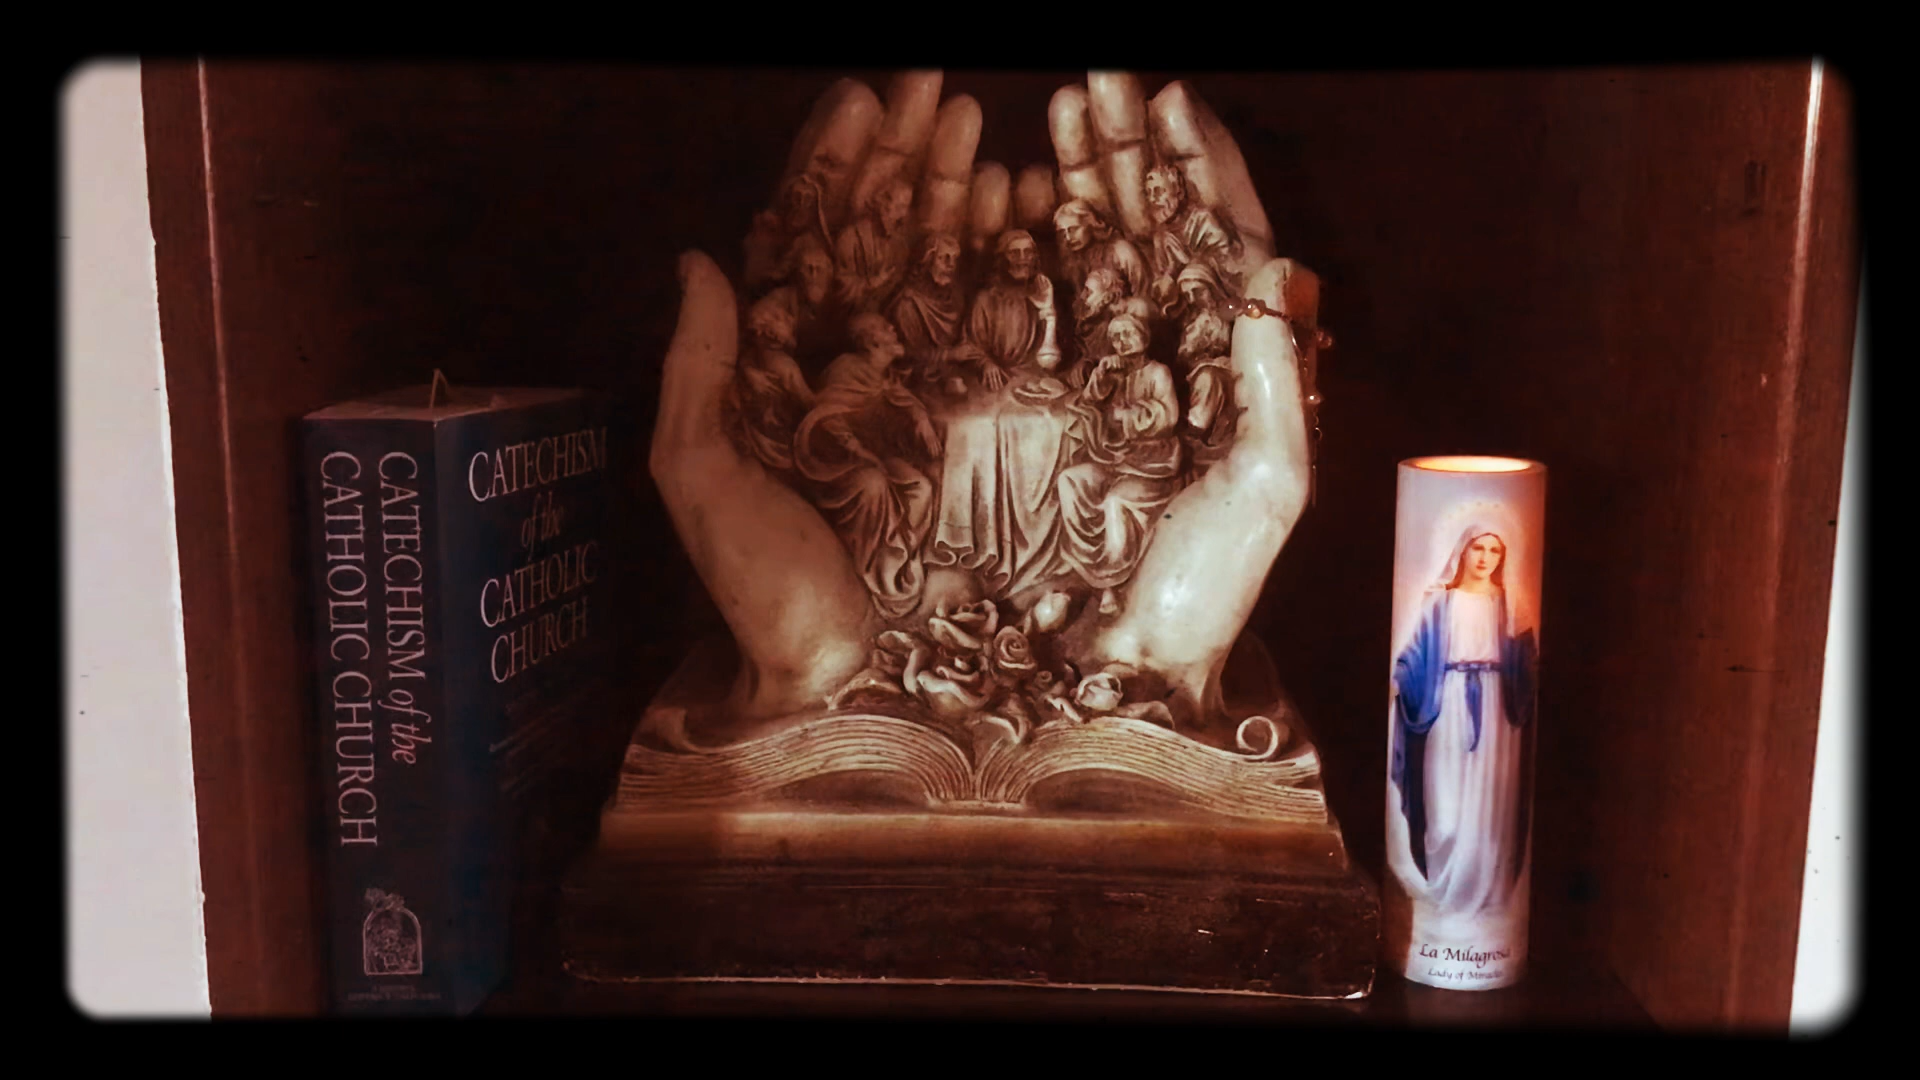 CATECHISM of the
CATHOLIC CHURCH
CATECHISM
of the
CATHOLIC
CHURCH
La Milagrosa
Lady of Miracles